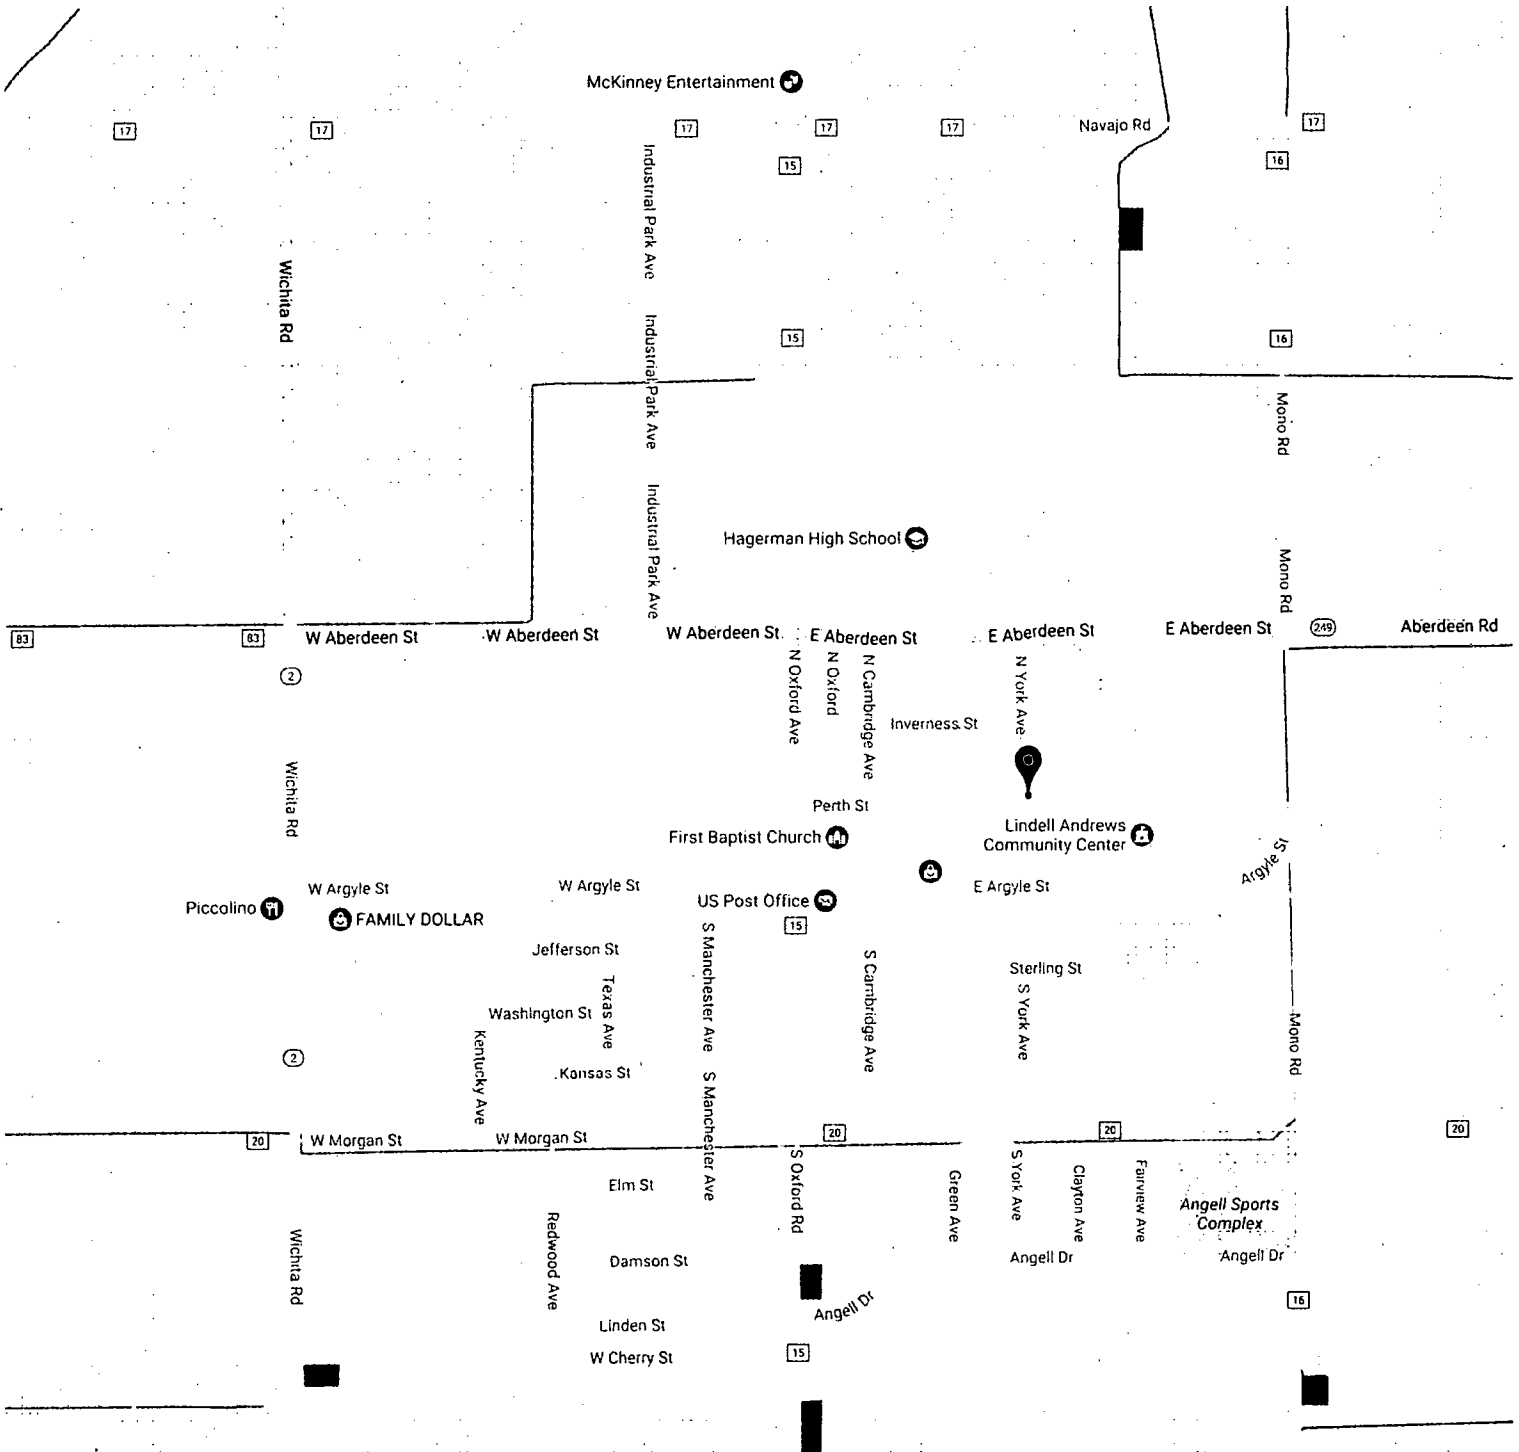 McKinney Entertainment
17
17
17
17
17
Navajo Rd
17
15
16
Industrial Park Ave
Wichita Rd
Industrial Park Ave
15
16
Mono Rd
Industrial Park Ave
Hagerman High School
Mono Rd
83
83
W Aberdeen St
W Aberdeen St
W Aberdeen St
E Aberdeen St
E Aberdeen St
E Aberdeen St
249
Aberdeen Rd
2
N Oxford Ave
N Oxford
N Cambridge Ave
Inverness St
N York Ave
Wichita Rd
Perth St
First Baptist Church
Lindell Andrews
Community Center
Argyle St
W Argyle St
W Argyle St
E Argyle St
Piccolino
FAMILY DOLLAR
US Post Office
15
Jefferson St
S Manchester Ave
S Cambridge Ave
Sterling St
Texas Ave
S York Ave
Washington St
Kentucky Ave
Mono Rd
2
Kansas St
S Manchester Ave
20
W Morgan St
W Morgan St
20
20
20
S Oxford Rd
Green Ave
S York Ave
Clayton Ave
Fairview Ave
Elm St
Angell Sports
Complex
Wichita Rd
Redwood Ave
Damson St
Angell Dr
Angell Dr
Angell Dr
16
Linden St
W Cherry St
15